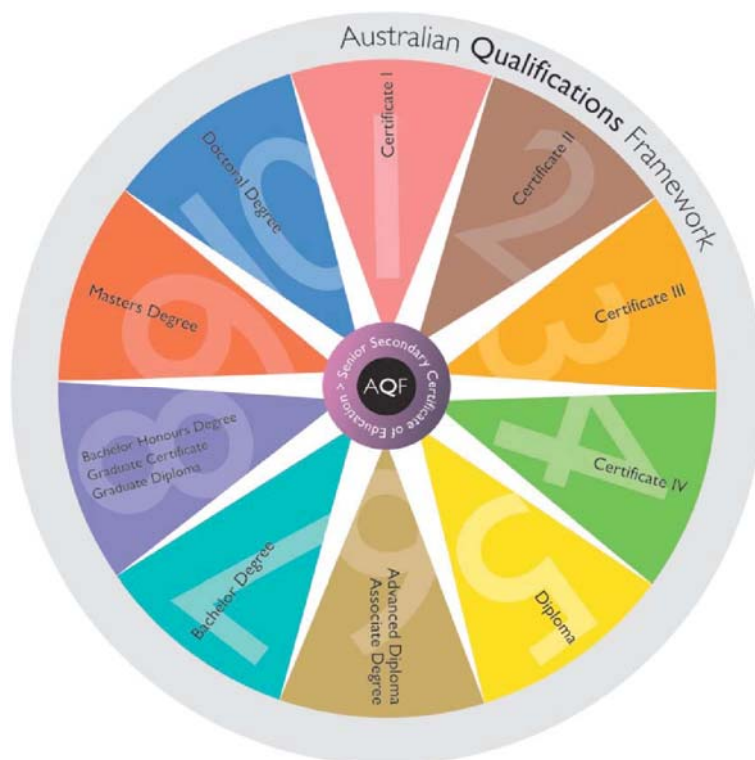 Australian Qualifications Framework
1
Certificate I
2
Certificate II
3
Certificate III
4
Certificate IV
5
Diploma
6
Advanced Diploma
Associate Degree
7
Bachelor Degree
8
Bachelor Honours Degree
Graduate Certificate
Graduate Diploma
9
Masters Degree
10
Doctoral Degree
Senior Secondary Certificate of Education >
AQF